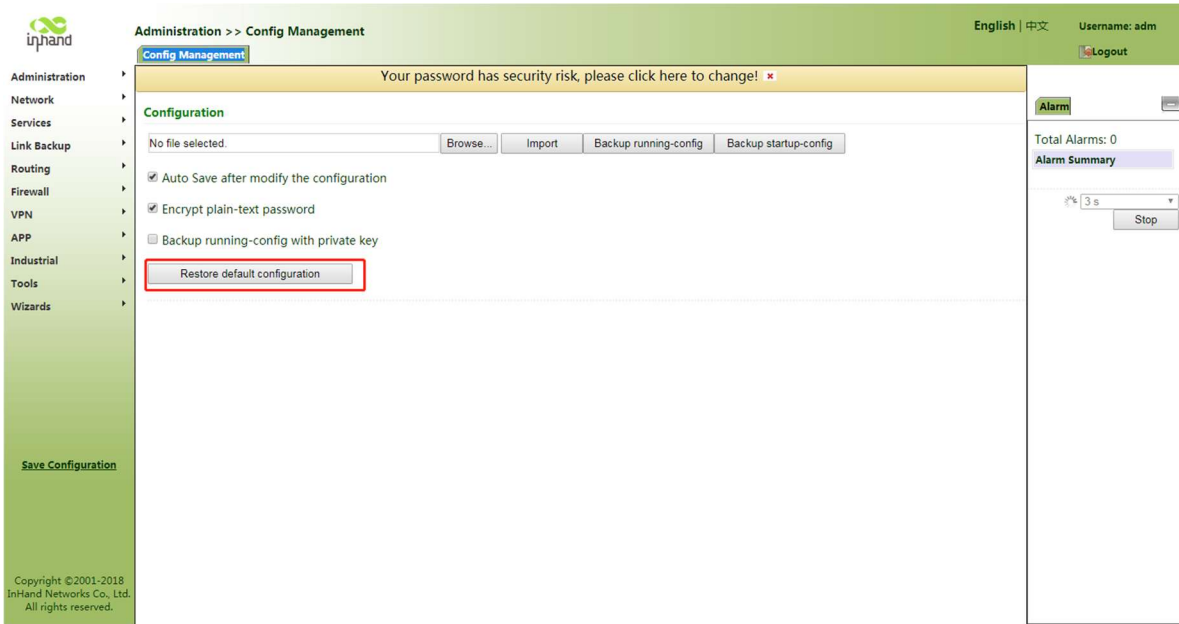 inhand
Administration >> Config Management
English | 中文
Username: adm
Logout
Config Management
Your password has security risk, please click here to change! x
Administration
Network
Services
Link Backup
Routing
Firewall
VPN
APP
Industrial
Tools
Wizards
Save Configuration
Copyright ©2001-2018
InHand Networks Co., Ltd.
All rights reserved.
Configuration
No file selected.
Browse...
Import
Backup running-config
Backup startup-config
Auto Save after modify the configuration
Encrypt plain-text password
Backup running-config with private key
Restore default configuration
Alarm
Total Alarms: 0
Alarm Summary
3 s
Stop